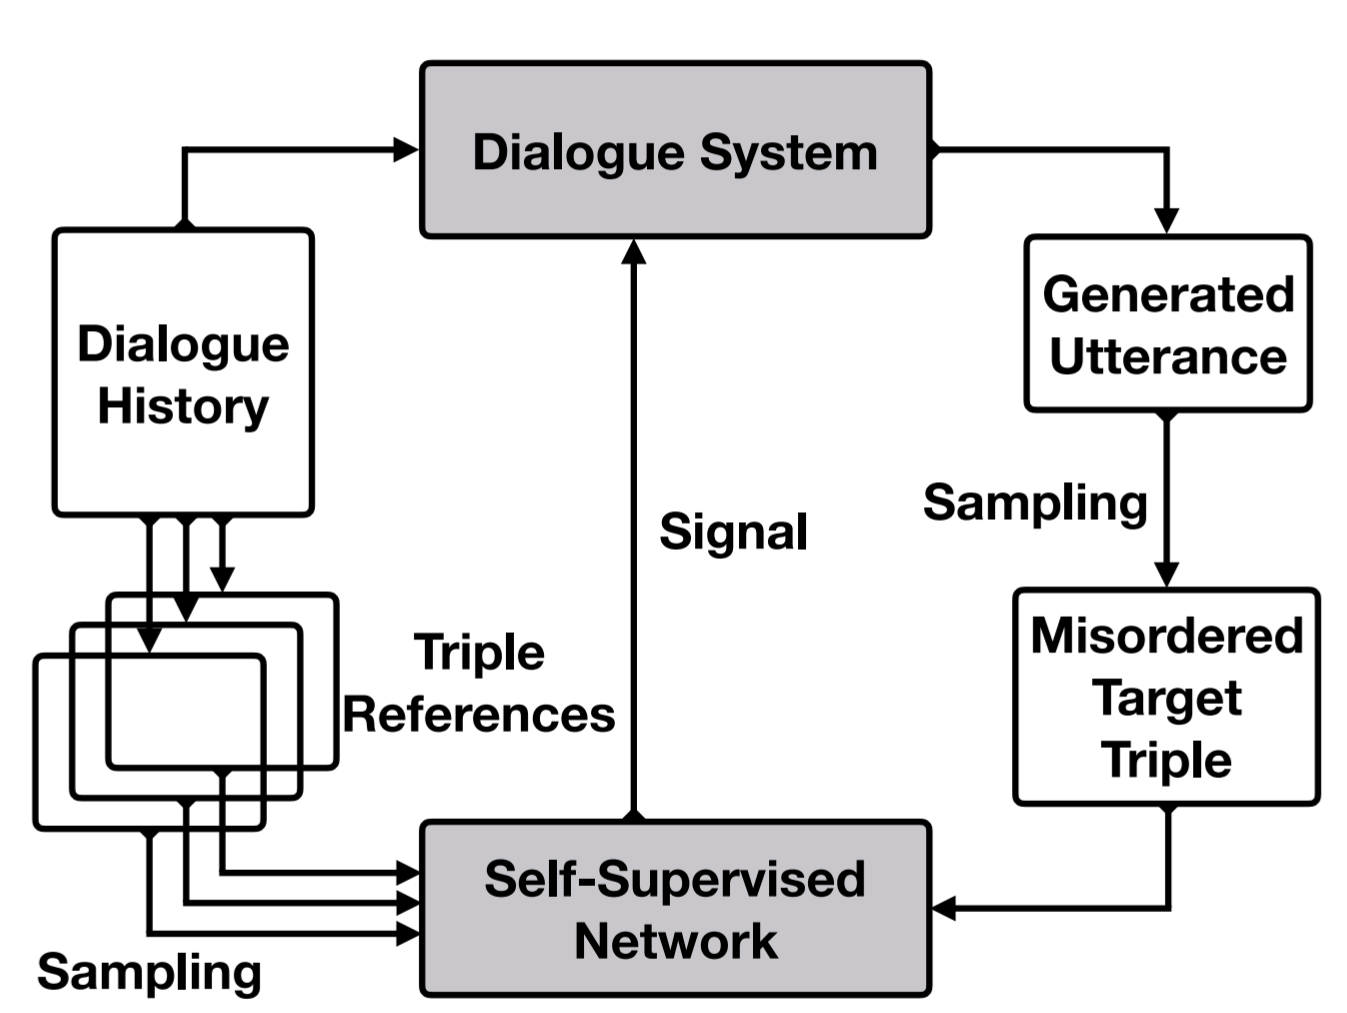 Dialogue System
Dialogue
History
Generated
Utterance
Sampling
Signal
Triple
References
Misordered
Target
Triple
Self-Supervised
Network
Sampling